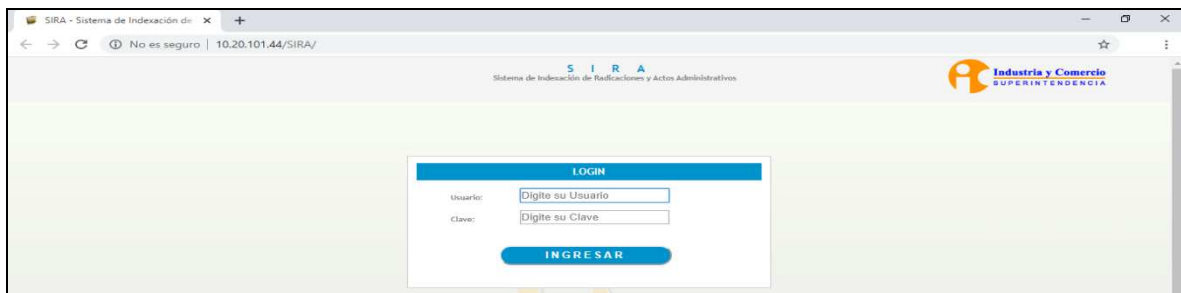 SIRA - Sistema de Indexación de
No es seguro | 10.20.101.44/SIRA/
S I R A
Sistema de Indexación de Radicaciones y Actos Administrativos
Industria y Comercio
SUPERINTENDENCIA
LOGIN
Usuario: Digite su Usuario
Clave: Digite su Clave
INGRESAR